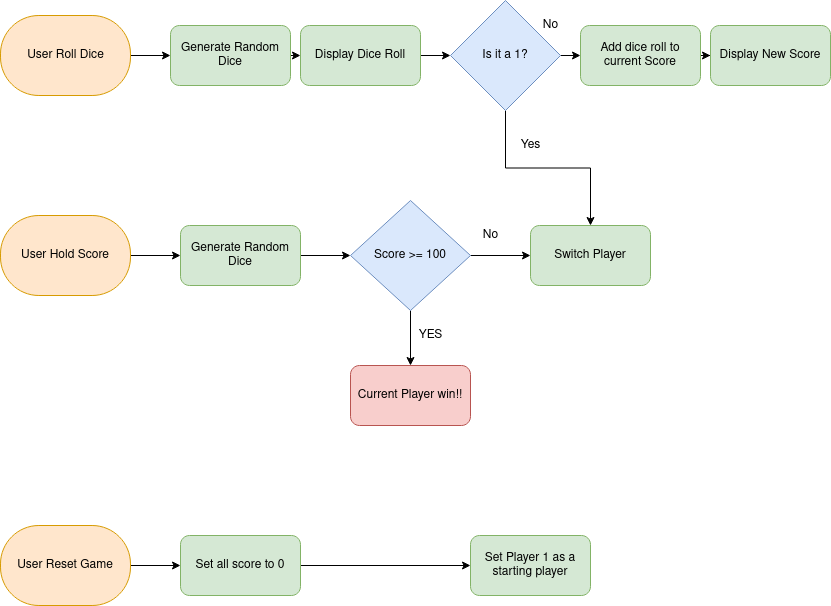 User Roll Dice
Generate Random
Dice
Display Dice Roll
Is it a 1?
No
Add dice roll to
current Score
Display New Score
Yes
User Hold Score
Generate Random
Dice
Score >= 100
No
Switch Player
YES
Current Player win!!
User Reset Game
Set all score to 0
Set Player 1 as a
starting player